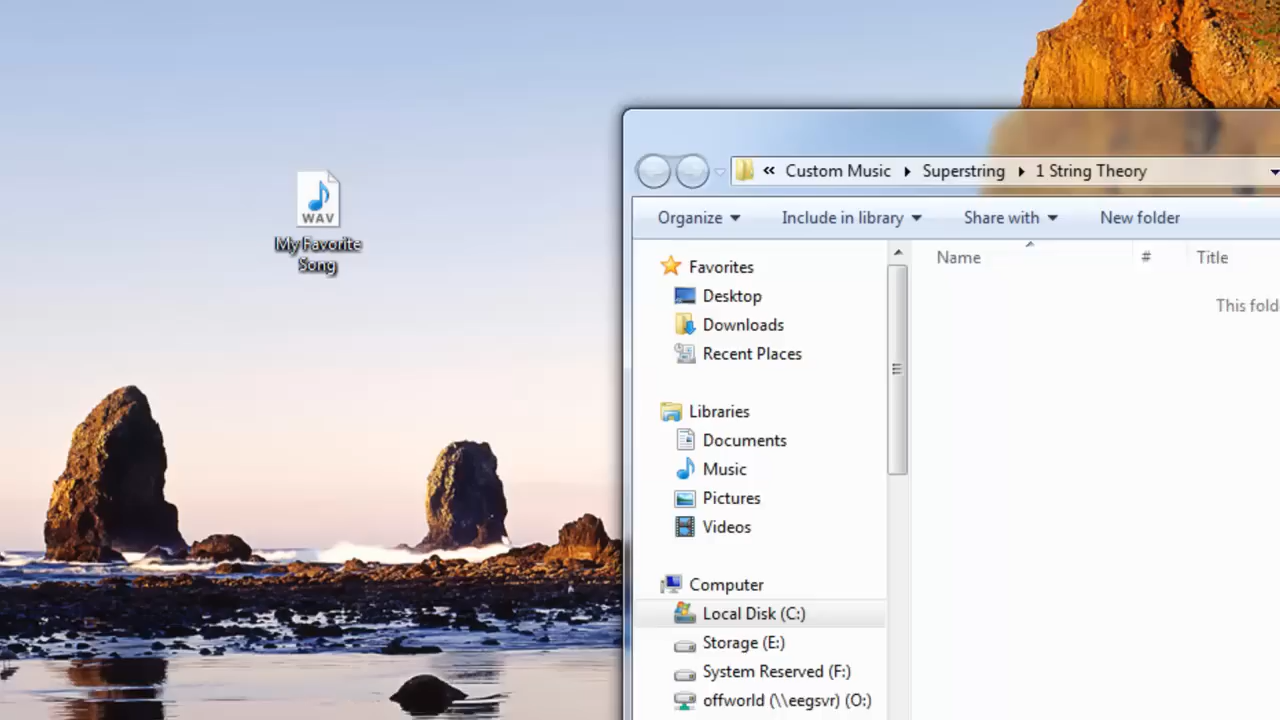 WAV
My Favorite
Song
« Custom Music Superstring 1 String Theory
Organize Include in library Share with New folder
Name # Title
This fold
Favorites
Desktop
Downloads
Recent Places
Libraries
Documents
Music
Pictures
Videos
Computer
Local Disk (C:)
Storage (E:)
System Reserved (F:)
offworld (\\eegsvr) (O:)